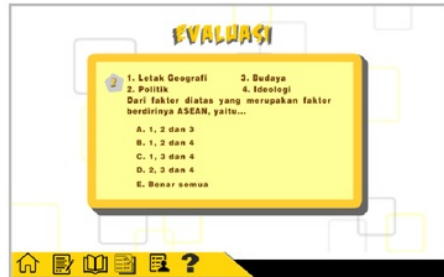 EVALUASI
2
1. Letak Geografi 3. Budaya
2. Politik 4. Ideologi
Dari faktor diatas yang merupakan faktor
berdirinya ASEAN, yaitu...
A. 1, 2 dan 3
B. 1, 2 dan 4
C. 1, 3 dan 4
D. 2, 3 dan 4
E. Benar semua
?